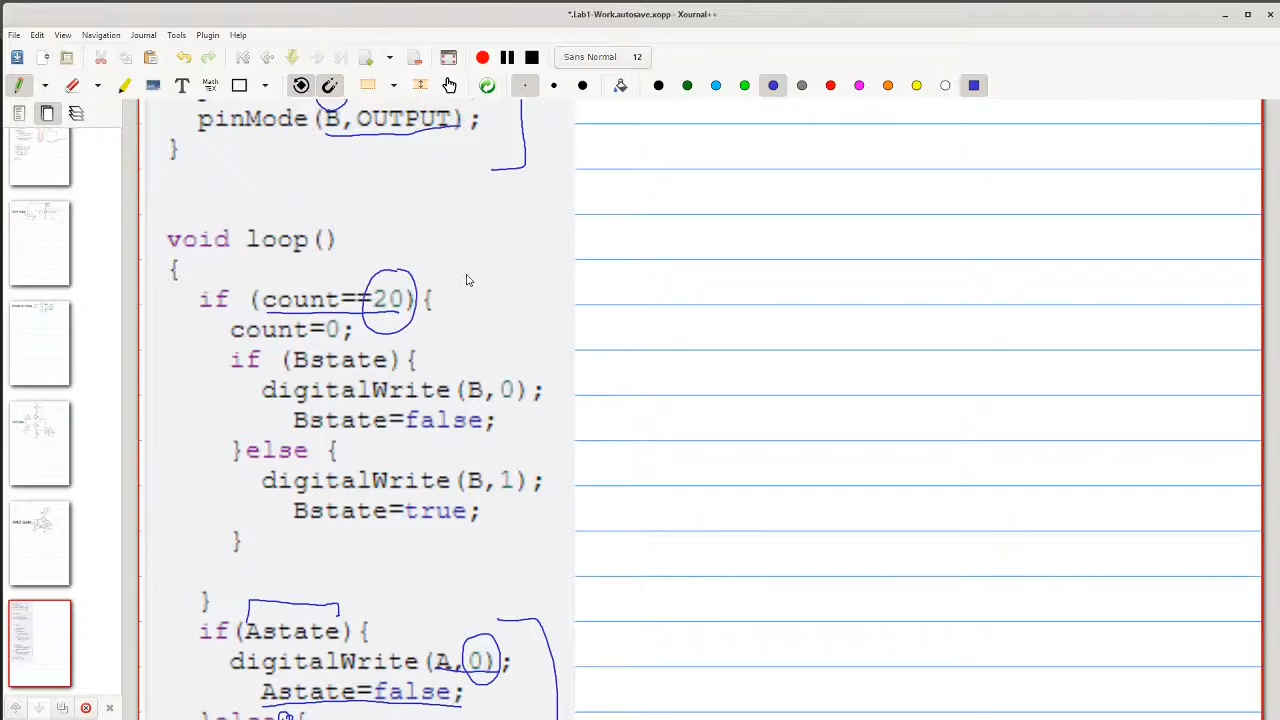 *.Lab1-Work.autosave.xopp - Xournal++
File Edit View Navigation Journal Tools Plugin Help
Sans Normal 12
pinMode(B,OUTPUT);
}
void loop()
{
if (count==20){
count=0;
if (Bstate){
digitalWrite(B,0);
Bstate=false;
}else {
digitalWrite(B,1);
Bstate=true;
}
}
if(Astate){
digitalWrite(A,0);
Astate=false;
}else {